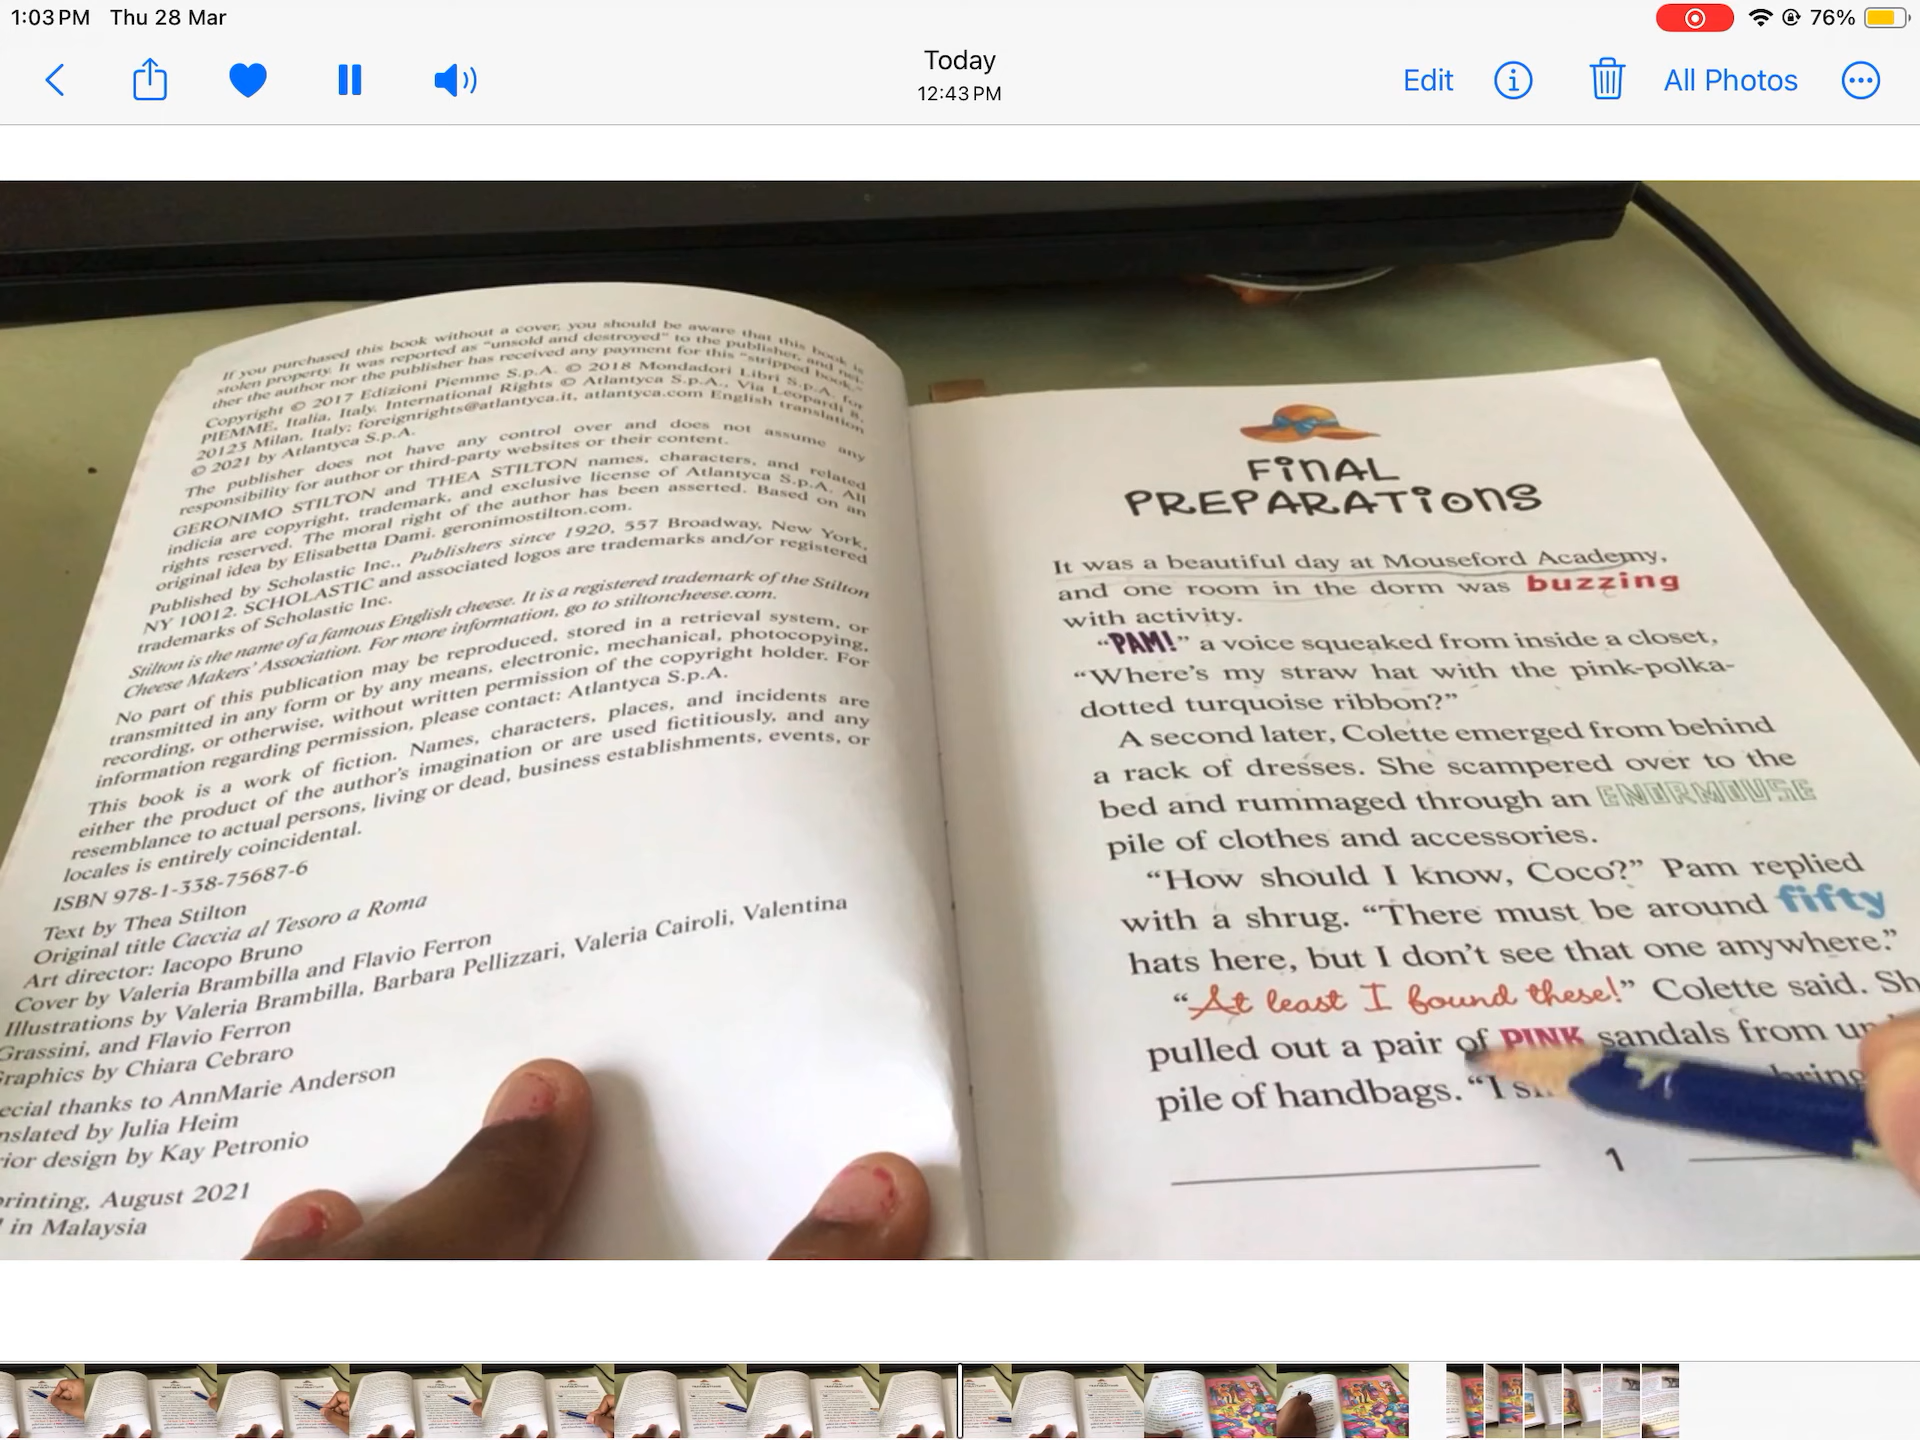 1:03 PM Thu 28 Mar
76%
Today
12:43 PM
Edit
All Photos
If you purchased this book without a cover, you should be aware that this book is
stolen property. It was reported as "unsold and destroyed" to the publisher, and nei-
ther the author nor the publisher has received any payment for this "stripped book."
Copyright © 2017 Edizioni Piemme S.p.A. © 2018 Mondadori Libri S.p.A. for
PIEMME, Italia, Italy. International Rights © Atlantyca S.p.A., Via Leopardi 8,
20123 Milan, Italy; foreignrights@atlantyca.it, atlantyca.com English translation
© 2021 by Atlantyca S.p.A.
The publisher does not have any control over and does not assume any
responsibility for author or third-party websites or their content.
GERONIMO STILTON and THEA STILTON names, characters, and related
indicia are copyright, trademark, and exclusive license of Atlantyca S.p.A. All
rights reserved. The moral right of the author has been asserted. Based on an
original idea by Elisabetta Dami. geronimostilton.com.
Published by Scholastic Inc., Publishers since 1920, 557 Broadway, New York,
NY 10012. SCHOLASTIC and associated logos are trademarks and/or registered
trademarks of Scholastic Inc.
Stilton is the name of a famous English cheese. It is a registered trademark of the Stilton
Cheese Makers' Association. For more information, go to stiltoncheese.com.
No part of this publication may be reproduced, stored in a retrieval system, or
transmitted in any form or by any means, electronic, mechanical, photocopying,
recording, or otherwise, without written permission of the copyright holder. For
information regarding permission, please contact: Atlantyca S.p.A.
This book is a work of fiction. Names, characters, places, and incidents are
either the product of the author's imagination or are used fictitiously, and any
resemblance to actual persons, living or dead, business establishments, events, or
locales is entirely coincidental.
ISBN 978-1-338-75687-6
Text by Thea Stilton
Original title Caccia al Tesoro a Roma
Art director: Iacopo Bruno
Cover by Valeria Brambilla and Flavio Ferron
Illustrations by Valeria Brambilla, Barbara Pellizzari, Valeria Cairoli, Valentina
Grassini, and Flavio Ferron
raphics by Chiara Cebraro
ecial thanks to AnnMarie Anderson
nslated by Julia Heim
rior design by Kay Petronio
printing, August 2021
in Malaysia
FINAL
PREPARATIONS
It was a beautiful day at Mouseford Academy,
and one room in the dorm was buzzing
with activity.
"PAM!" a voice squeaked from inside a closet,
"Where's my straw hat with the pink-polka-
dotted turquoise ribbon?"
A second later, Colette emerged from behind
a rack of dresses. She scampered over to the
bed and rummaged through an ENORMOUSE
pile of clothes and accessories.
"How should I know, Coco?" Pam replied
with a shrug. "There must be around fifty
hats here, but I don't see that one anywhere."
"At least I found these!" Colette said. Sh
pulled out a pair of PINK sandals from un
pile of handbags. "I bring
1